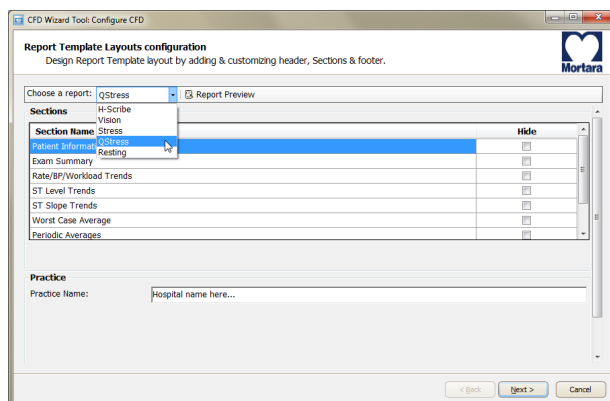 CFD Wizard Tool: Configure CFD
Report Template Layouts configuration
Design Report Template layout by adding & customizing header, Sections & footer.
Mortara
Choose a report: QStress Report Preview
H-Scribe
Vision
Stress
QStress
Resting
Sections
Section Name Hide
Patient Informati
Exam Summary
Rate/BP/Workload Trends
ST Level Trends
ST Slope Trends
Worst Case Average
Periodic Averages
Practice
Practice Name: Hospital name here...
< Back Next > Cancel